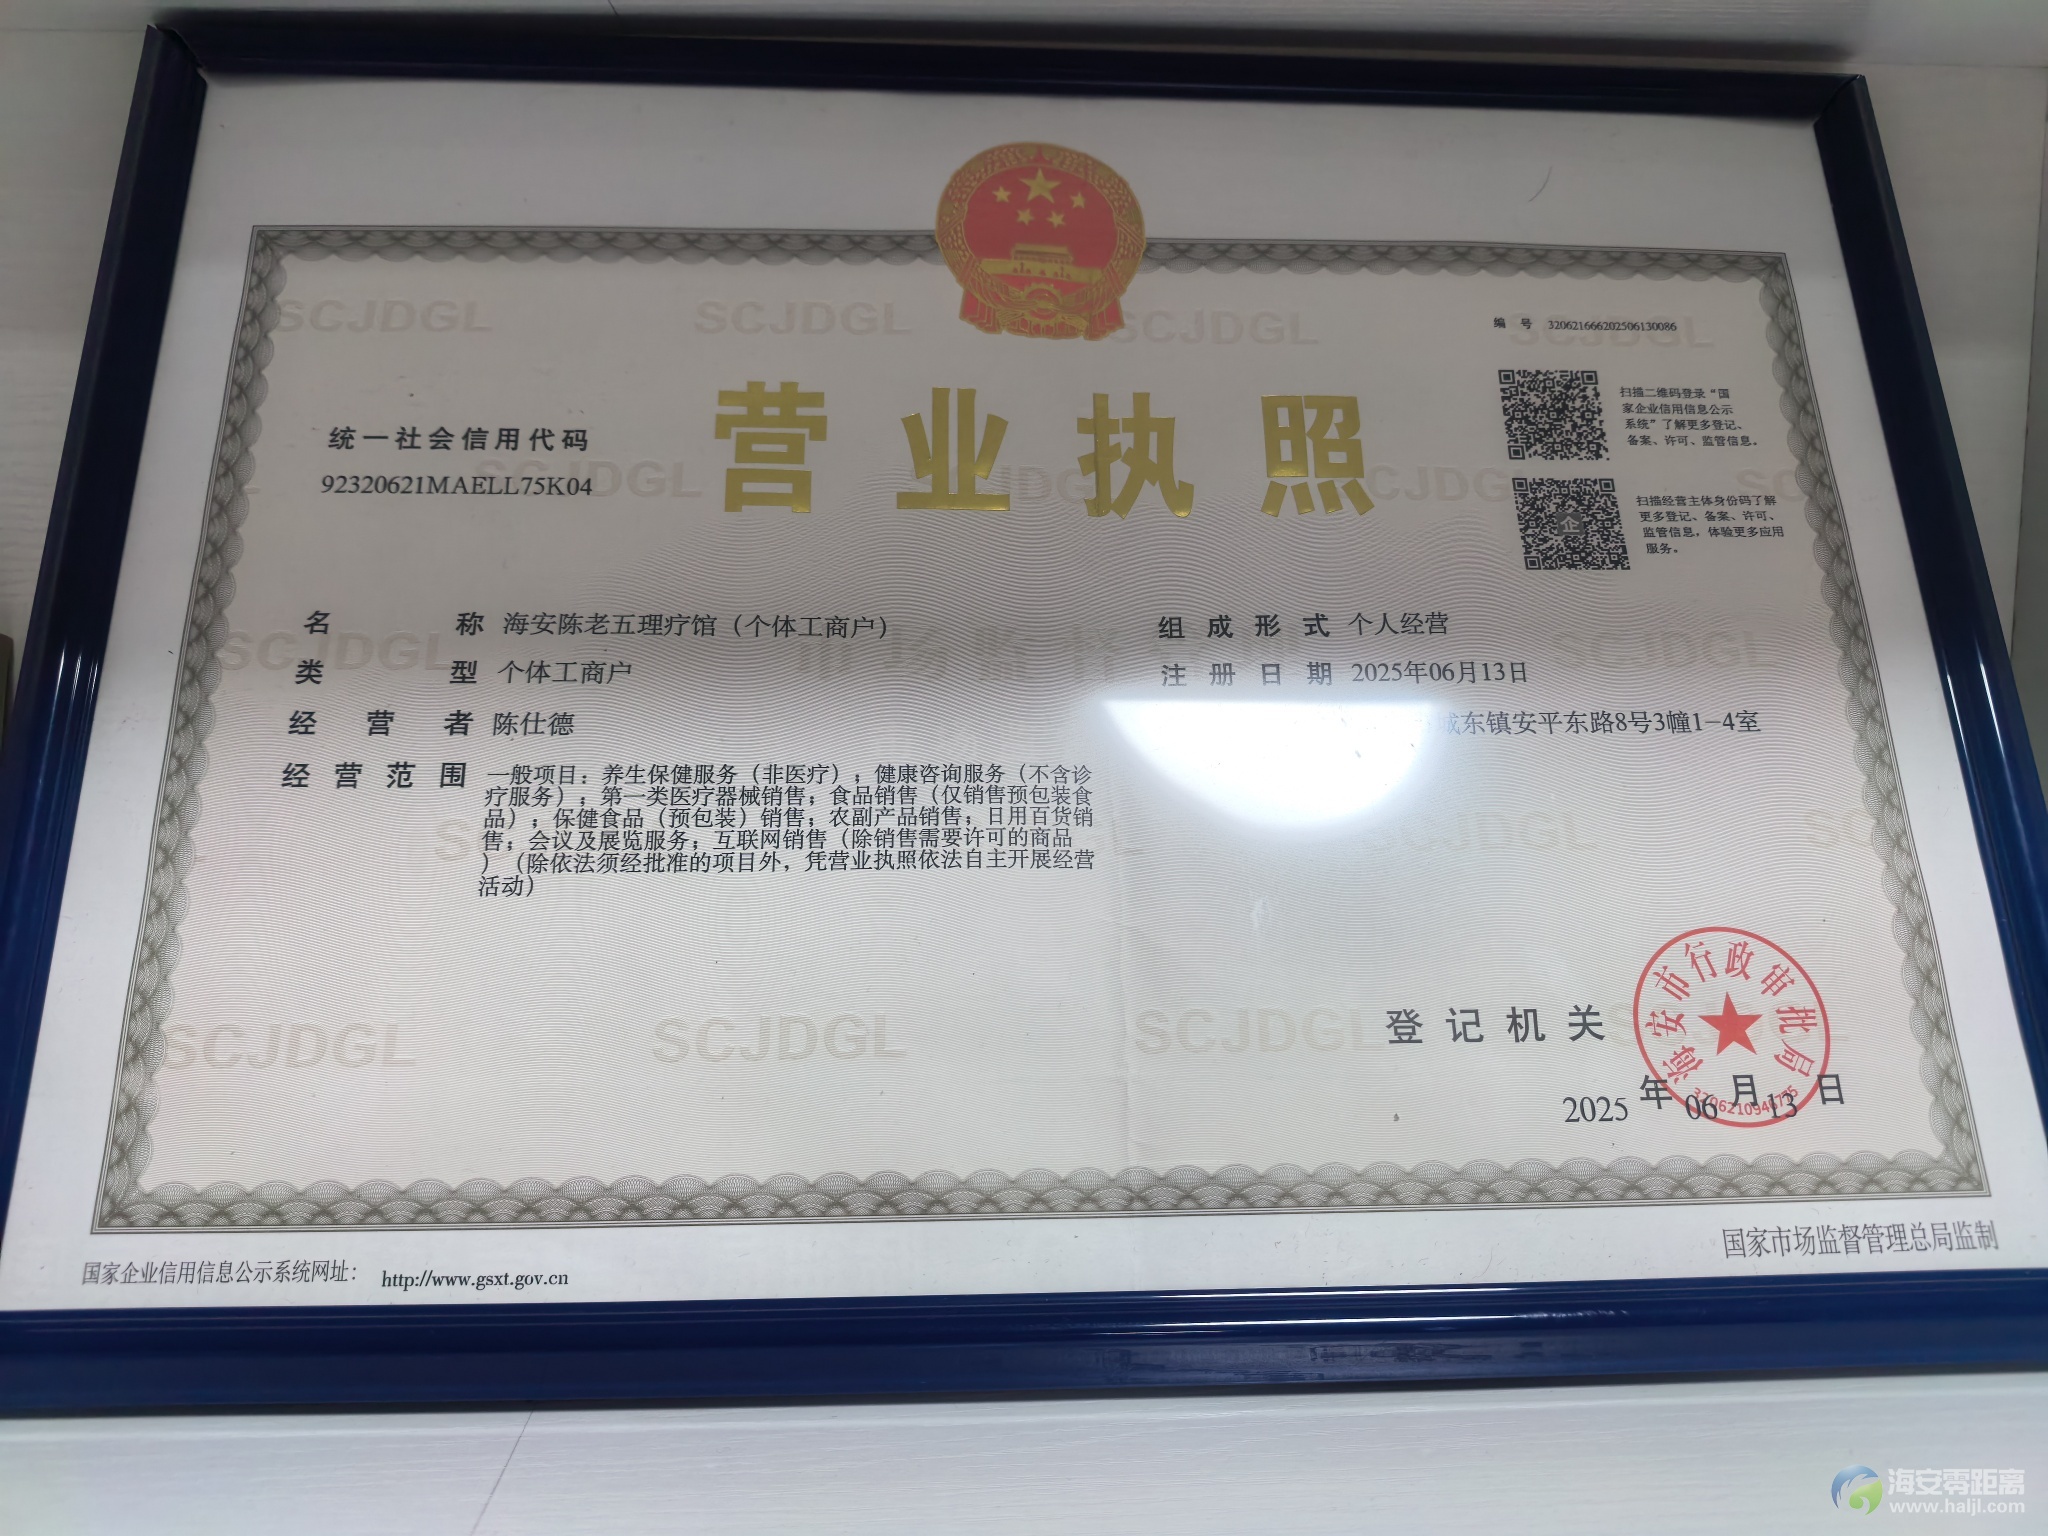 编 号 320621666202506130086
营业执照
统一社会信用代码
92320621MAELL75K04
扫描二维码登录“国
家企业信用信息公示
系统”了解更多登记、
备案、许可、监管信息。
企
扫描经营主体身份码了解
更多登记、备案、许可、
监管信息，体验更多应用
服务。
名 称 海安陈老五理疗馆（个体工商户）
组 成 形 式 个人经营
类 型 个体工商户
注 册 日 期 2025年06月13日
经 营 者 陈仕德
城东镇安平东路8号3幢1-4室
经 营 范 围 一般项目：养生保健服务（非医疗）；健康咨询服务（不含诊
疗服务）；第一类医疗器械销售；食品销售（仅销售预包装食
品）；保健食品（预包装）销售；农副产品销售；日用百货销
售；会议及展览服务；互联网销售（除销售需要许可的商品
）（除依法须经批准的项目外，凭营业执照依法自主开展经营
活动）
登 记 机 关
海安市行政审批局
2025 年 06 月 13 日
国家企业信用信息公示系统网址： http://www.gsxt.gov.cn
国家市场监督管理总局监制
SCJDGL
海安零距离
www.haijl.com